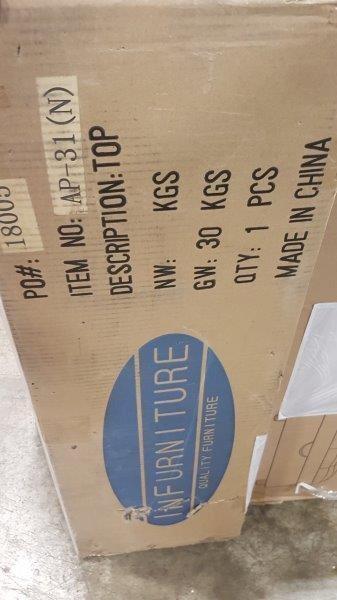 PO#: 18005
ITEM NO: AP-31(N)
DESCRIPTION: TOP
NW: KGS
GW: 30 KGS
QTY: 1 PCS
MADE IN CHINA
INFURNITURE
QUALITY FURNITURE